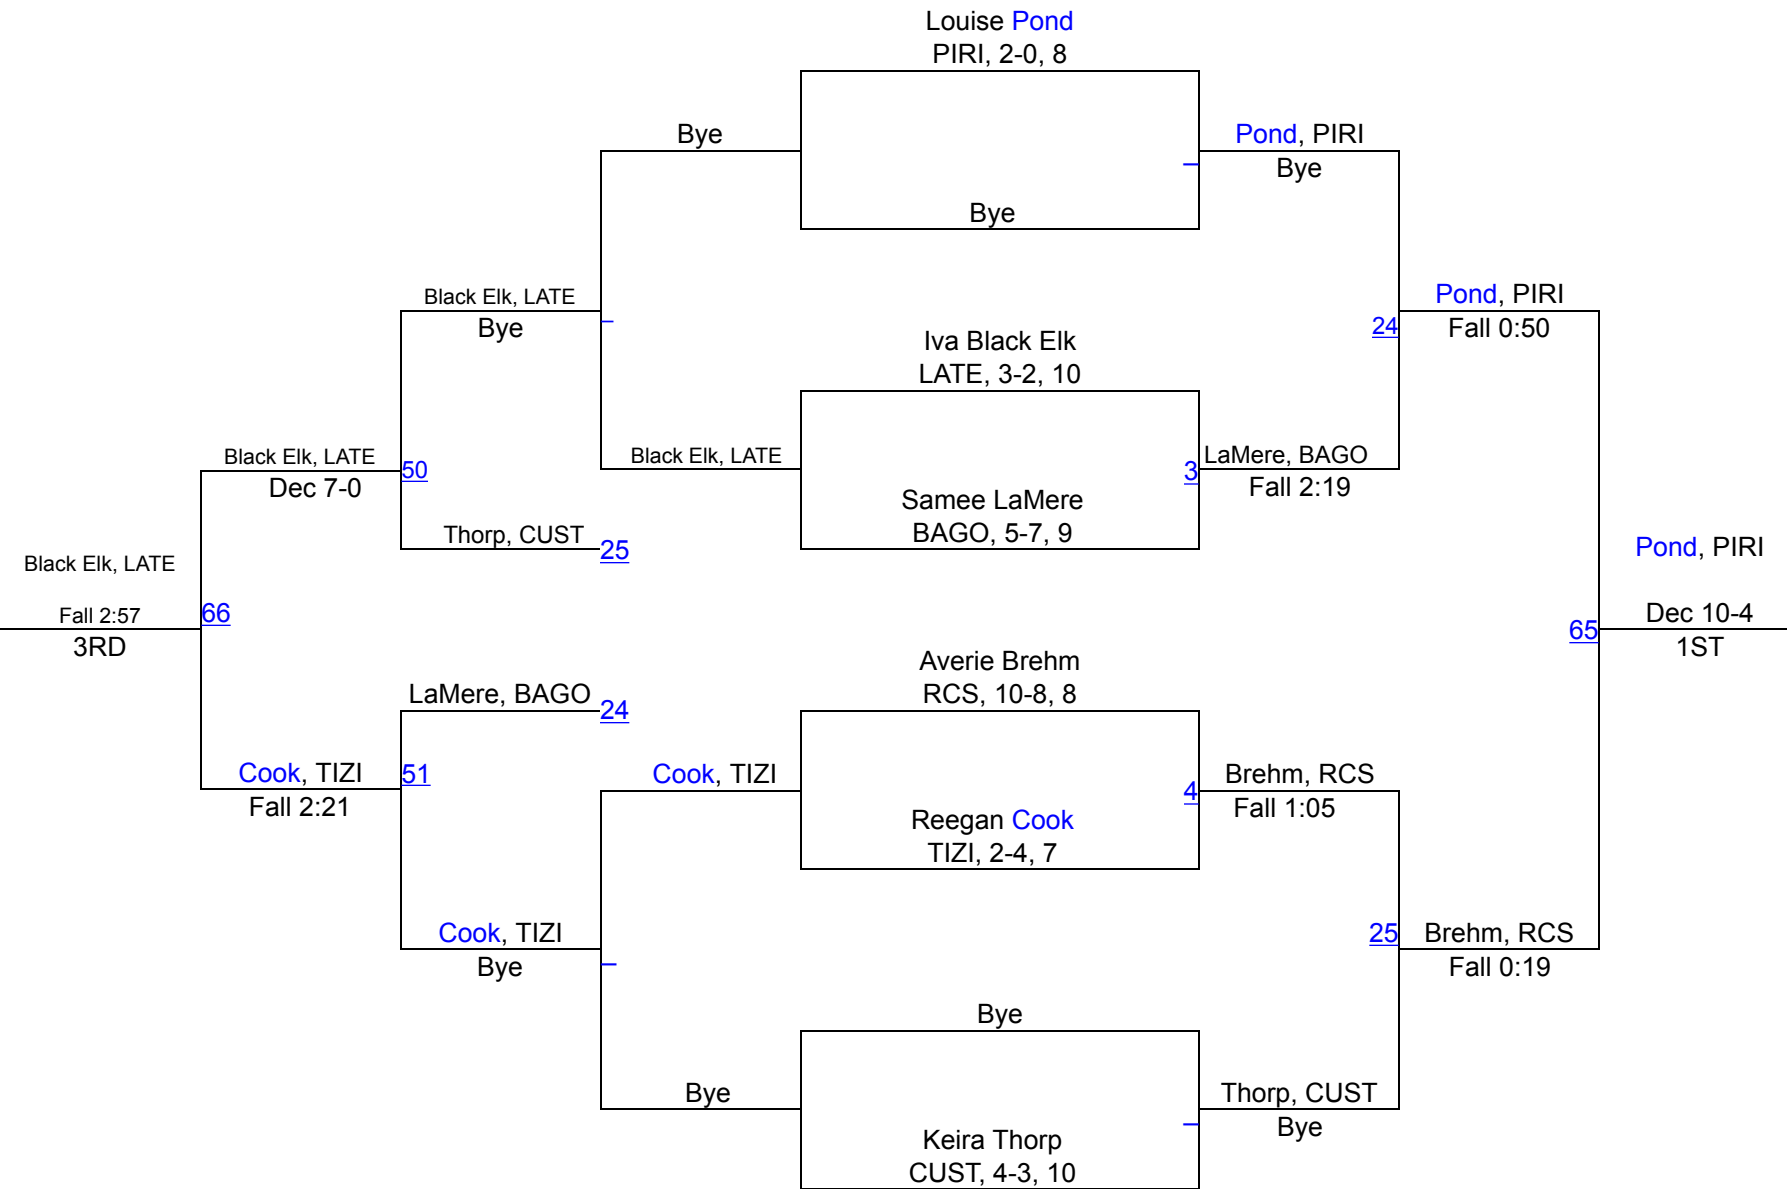 Louise Pond
PIRI, 2-0, 8
Bye
Pond, PIRI
Bye
Bye
Black Elk, LATE
Bye
Pond, PIRI
24
Fall 0:50
Iva Black Elk
LATE, 3-2, 10
Black Elk, LATE
50
Dec 7-0
Black Elk, LATE
3
LaMere, BAGO
Fall 2:19
Samee LaMere
BAGO, 5-7, 9
Thorp, CUST
25
Black Elk, LATE
Fall 2:57
66
3RD
Pond, PIRI
65
Dec 10-4
1ST
Averie Brehm
RCS, 10-8, 8
LaMere, BAGO
24
Cook, TIZI
51
Fall 2:21
Cook, TIZI
4
Brehm, RCS
Fall 1:05
Reegan Cook
TIZI, 2-4, 7
Cook, TIZI
Bye
25
Brehm, RCS
Fall 0:19
Bye
Bye
Thorp, CUST
Bye
Keira Thorp
CUST, 4-3, 10